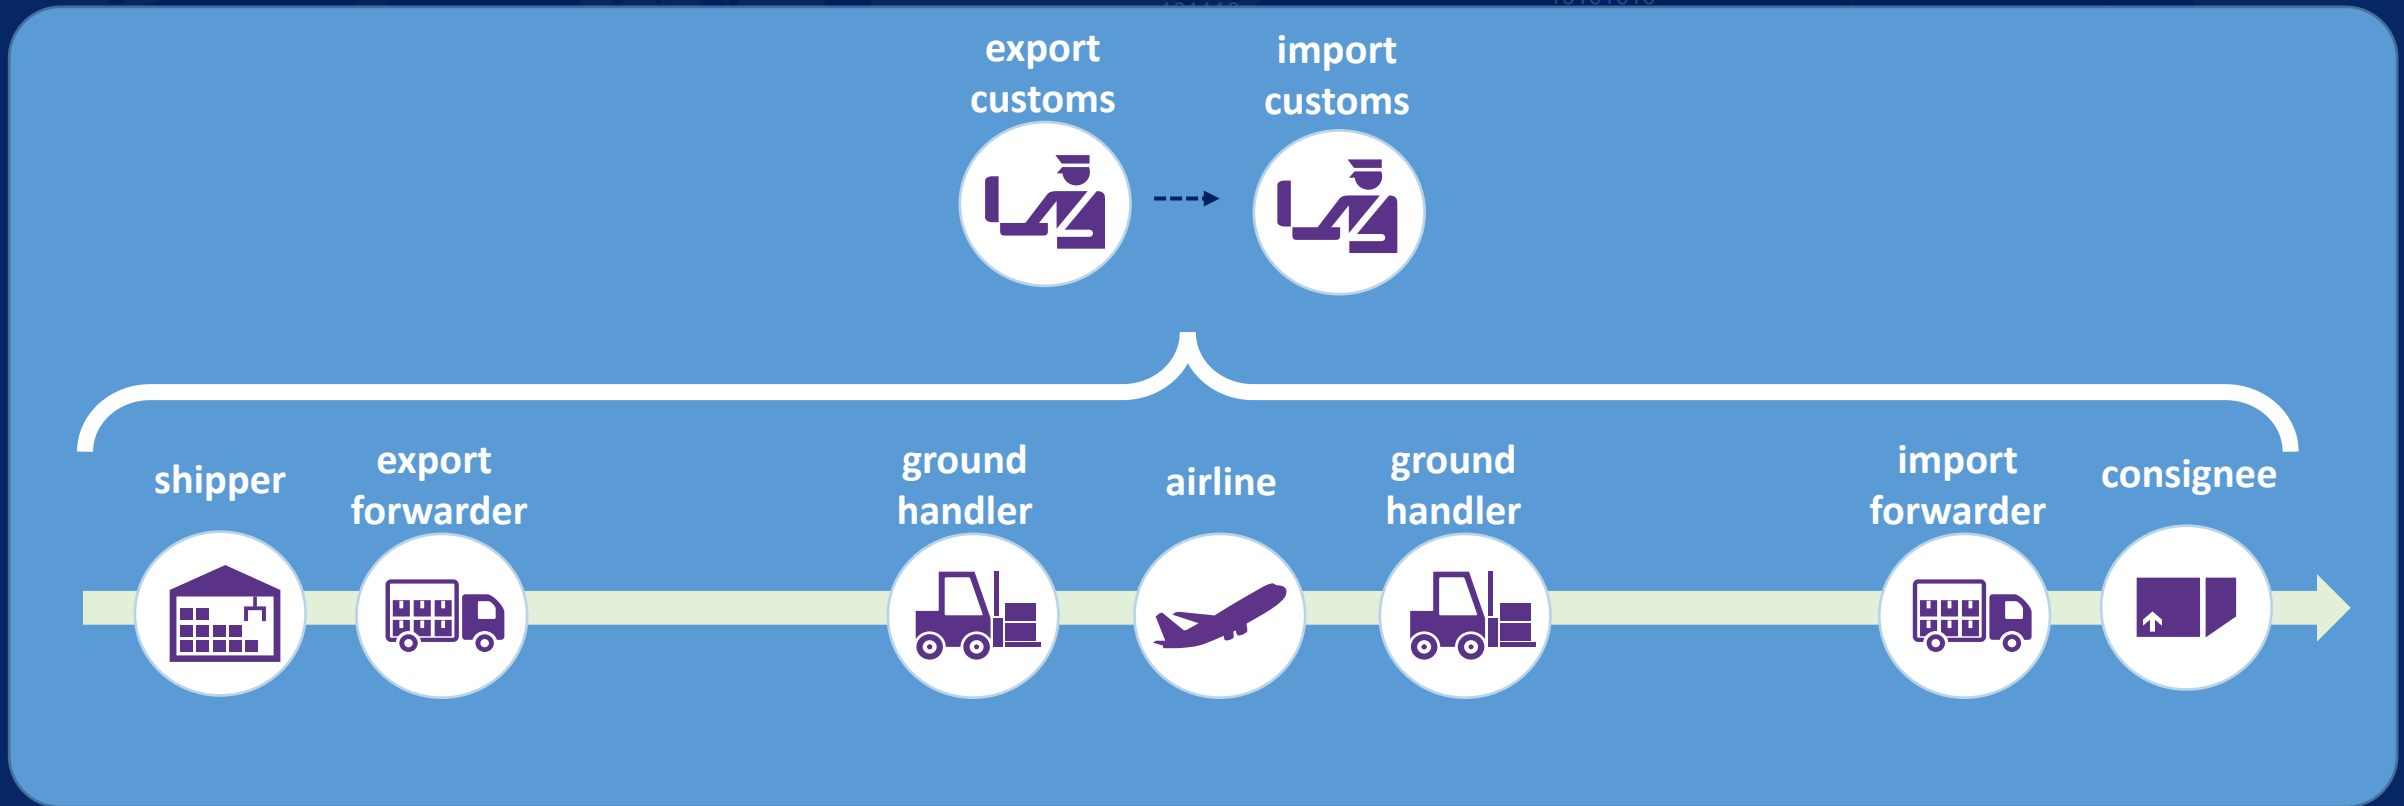 export
customs
import
customs
shipper
export
forwarder
ground
handler
airline
ground
handler
import
forwarder
consignee